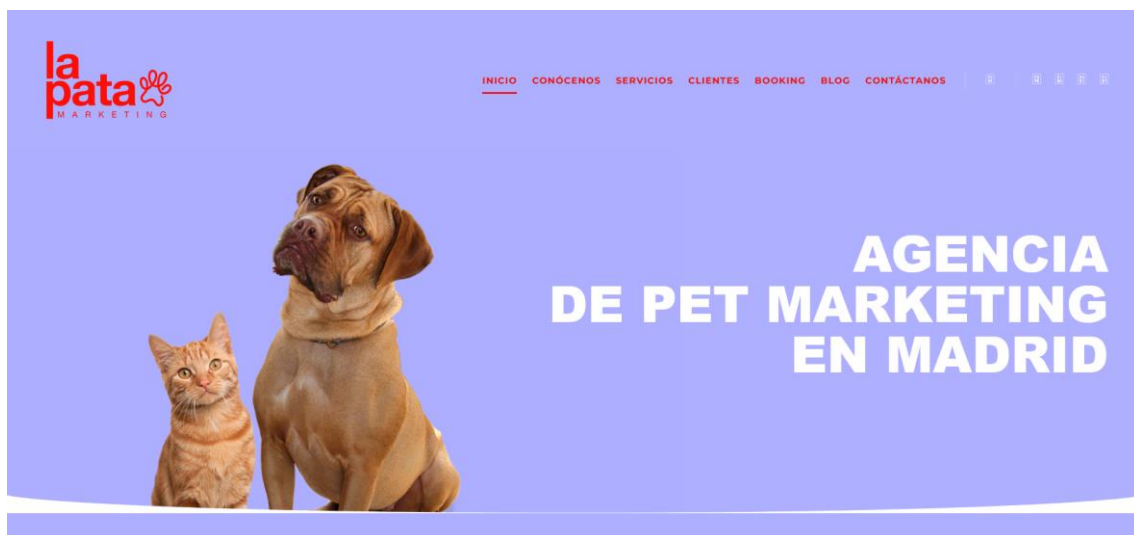 la
pata
MARKETING
INICIO CONÓCENOS SERVICIOS CLIENTES BOOKING BLOG CONTÁCTANOS
AGENCIA
DE PET MARKETING
EN MADRID